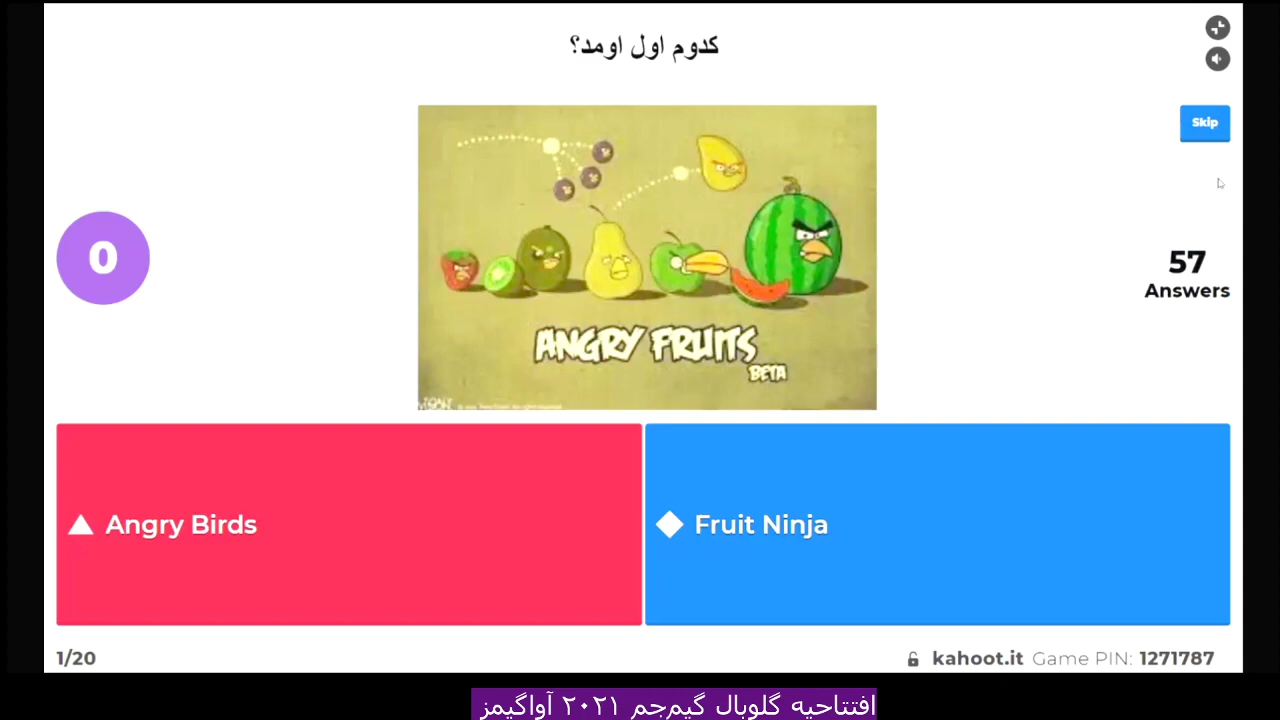 کدوم اول اومد؟
Skip
0
57
Answers
ANGRY FRUITS
BETA
Angry Birds
Fruit Ninja
1/20
kahoot.it Game PIN: 1271787
افتتاحیه گلوبال گیم‌جم ۲۰۲۱ آواگیمز